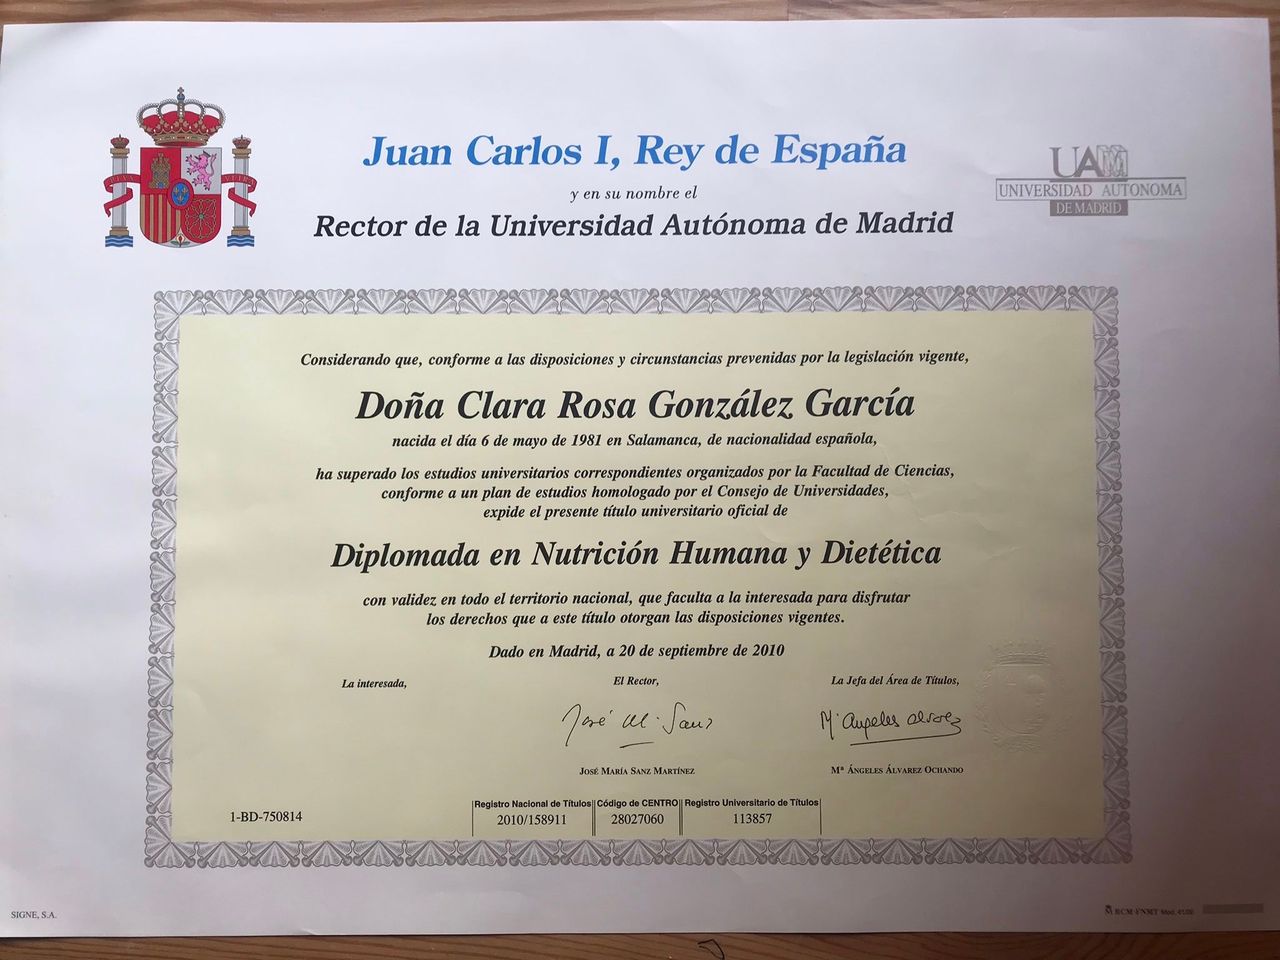 Juan Carlos I, Rey de España
y en su nombre el
Rector de la Universidad Autónoma de Madrid
UAM
UNIVERSIDAD AUTONOMA
DE MADRID
Considerando que, conforme a las disposiciones y circunstancias prevenidas por la legislación vigente,
Doña Clara Rosa González García
nacida el día 6 de mayo de 1981 en Salamanca, de nacionalidad española,
ha superado los estudios universitarios correspondientes organizados por la Facultad de Ciencias,
conforme a un plan de estudios homologado por el Consejo de Universidades,
expide el presente título universitario oficial de
Diplomada en Nutrición Humana y Dietética
con validez en todo el territorio nacional, que faculta a la interesada para disfrutar
los derechos que a este título otorgan las disposiciones vigentes.
Dado en Madrid, a 20 de septiembre de 2010
La interesada,
El Rector,
La Jefa del Área de Títulos,
José M. Sanz
Mª Angeles Alvarez
JOSÉ MARÍA SANZ MARTÍNEZ
Mª ÁNGELES ÁLVAREZ OCHANDO
1-BD-750814
Registro Nacional de Títulos Código de CENTRO Registro Universitario de Títulos
2010/158911 28027060 113857
SIGNE, S.A.
RCM-FNMT